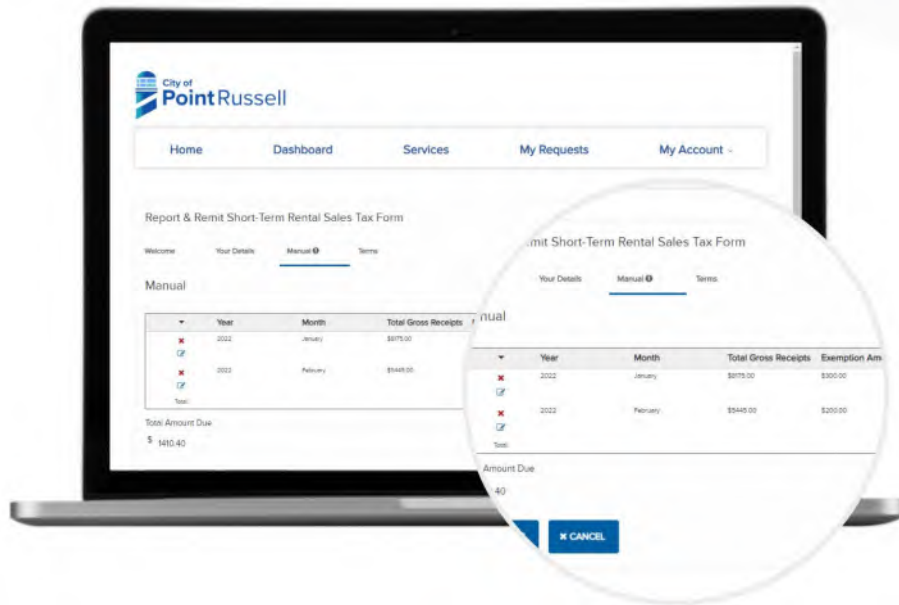 City of
Point Russell
Home Dashboard Services My Requests My Account
Report & Remit Short-Term Rental Sales Tax Form
Welcome Your Details Manual Terms
Manual
Year Month Total Gross Receipts
2022 January $8175.00
2022 February $5445.00
Total
Total Amount Due
$ 1410.40
mit Short-Term Rental Sales Tax Form
Your Details Manual Terms
nual
Year Month Total Gross Receipts Exemption Am
2022 January $8175.00 $300.00
2022 February $5445.00 $200.00
Total
Amount Due
40
× CANCEL